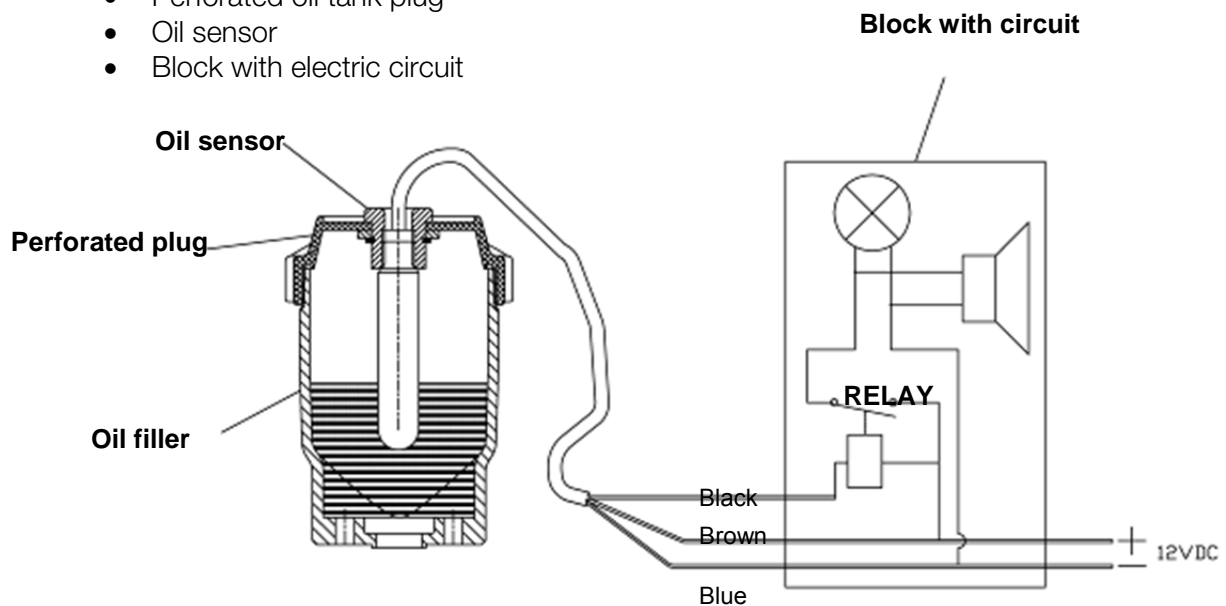 • Perforated oil tank plug
• Oil sensor
• Block with electric circuit
Block with circuit
Oil sensor
Perforated plug
Oil filler
RELAY
Black
Brown
Blue
+
12VDC
−